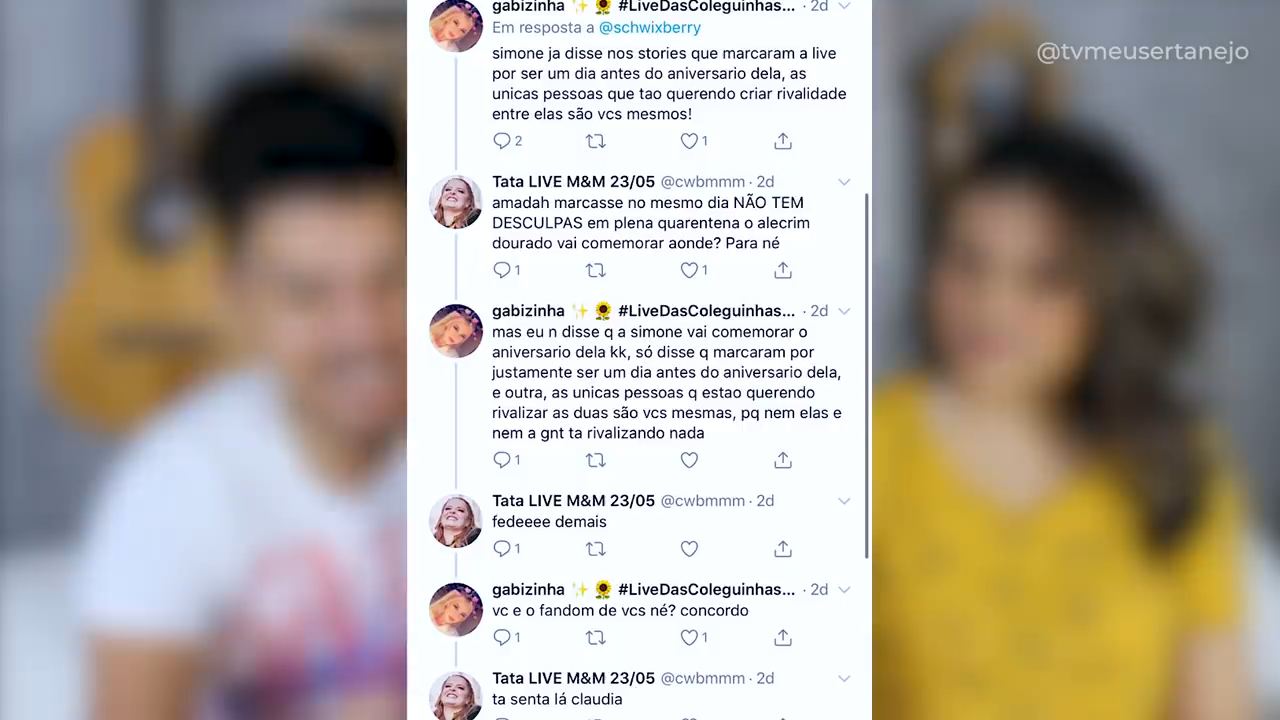 gabizinha ✨ 🌻 #LiveDasColeguinhas... · 2d
@tvmeusertanejo
Em resposta a @schwixberry
simone ja disse nos stories que marcaram a live
por ser um dia antes do aniversario dela, as
unicas pessoas que tao querendo criar rivalidade
entre elas são vcs mesmos!
2 1
Tata LIVE M&M 23/05 @cwbmmm · 2d
amadah marcasse no mesmo dia NÃO TEM
DESCULPAS em plena quarentena o alecrim
dourado vai comemorar aonde? Para né
1 1
gabizinha ✨ 🌻 #LiveDasColeguinhas... · 2d
mas eu n disse q a simone vai comemorar o
aniversario dela kk, só disse q marcaram por
justamente ser um dia antes do aniversario dela,
e outra, as unicas pessoas q estao querendo
rivalizar as duas são vcs mesmas, pq nem elas e
nem a gnt ta rivalizando nada
1
Tata LIVE M&M 23/05 @cwbmmm · 2d
fedeeee demais
1
gabizinha ✨ 🌻 #LiveDasColeguinhas... · 2d
vc e o fandom de vcs né? concordo
1 1
Tata LIVE M&M 23/05 @cwbmmm · 2d
ta senta lá claudia